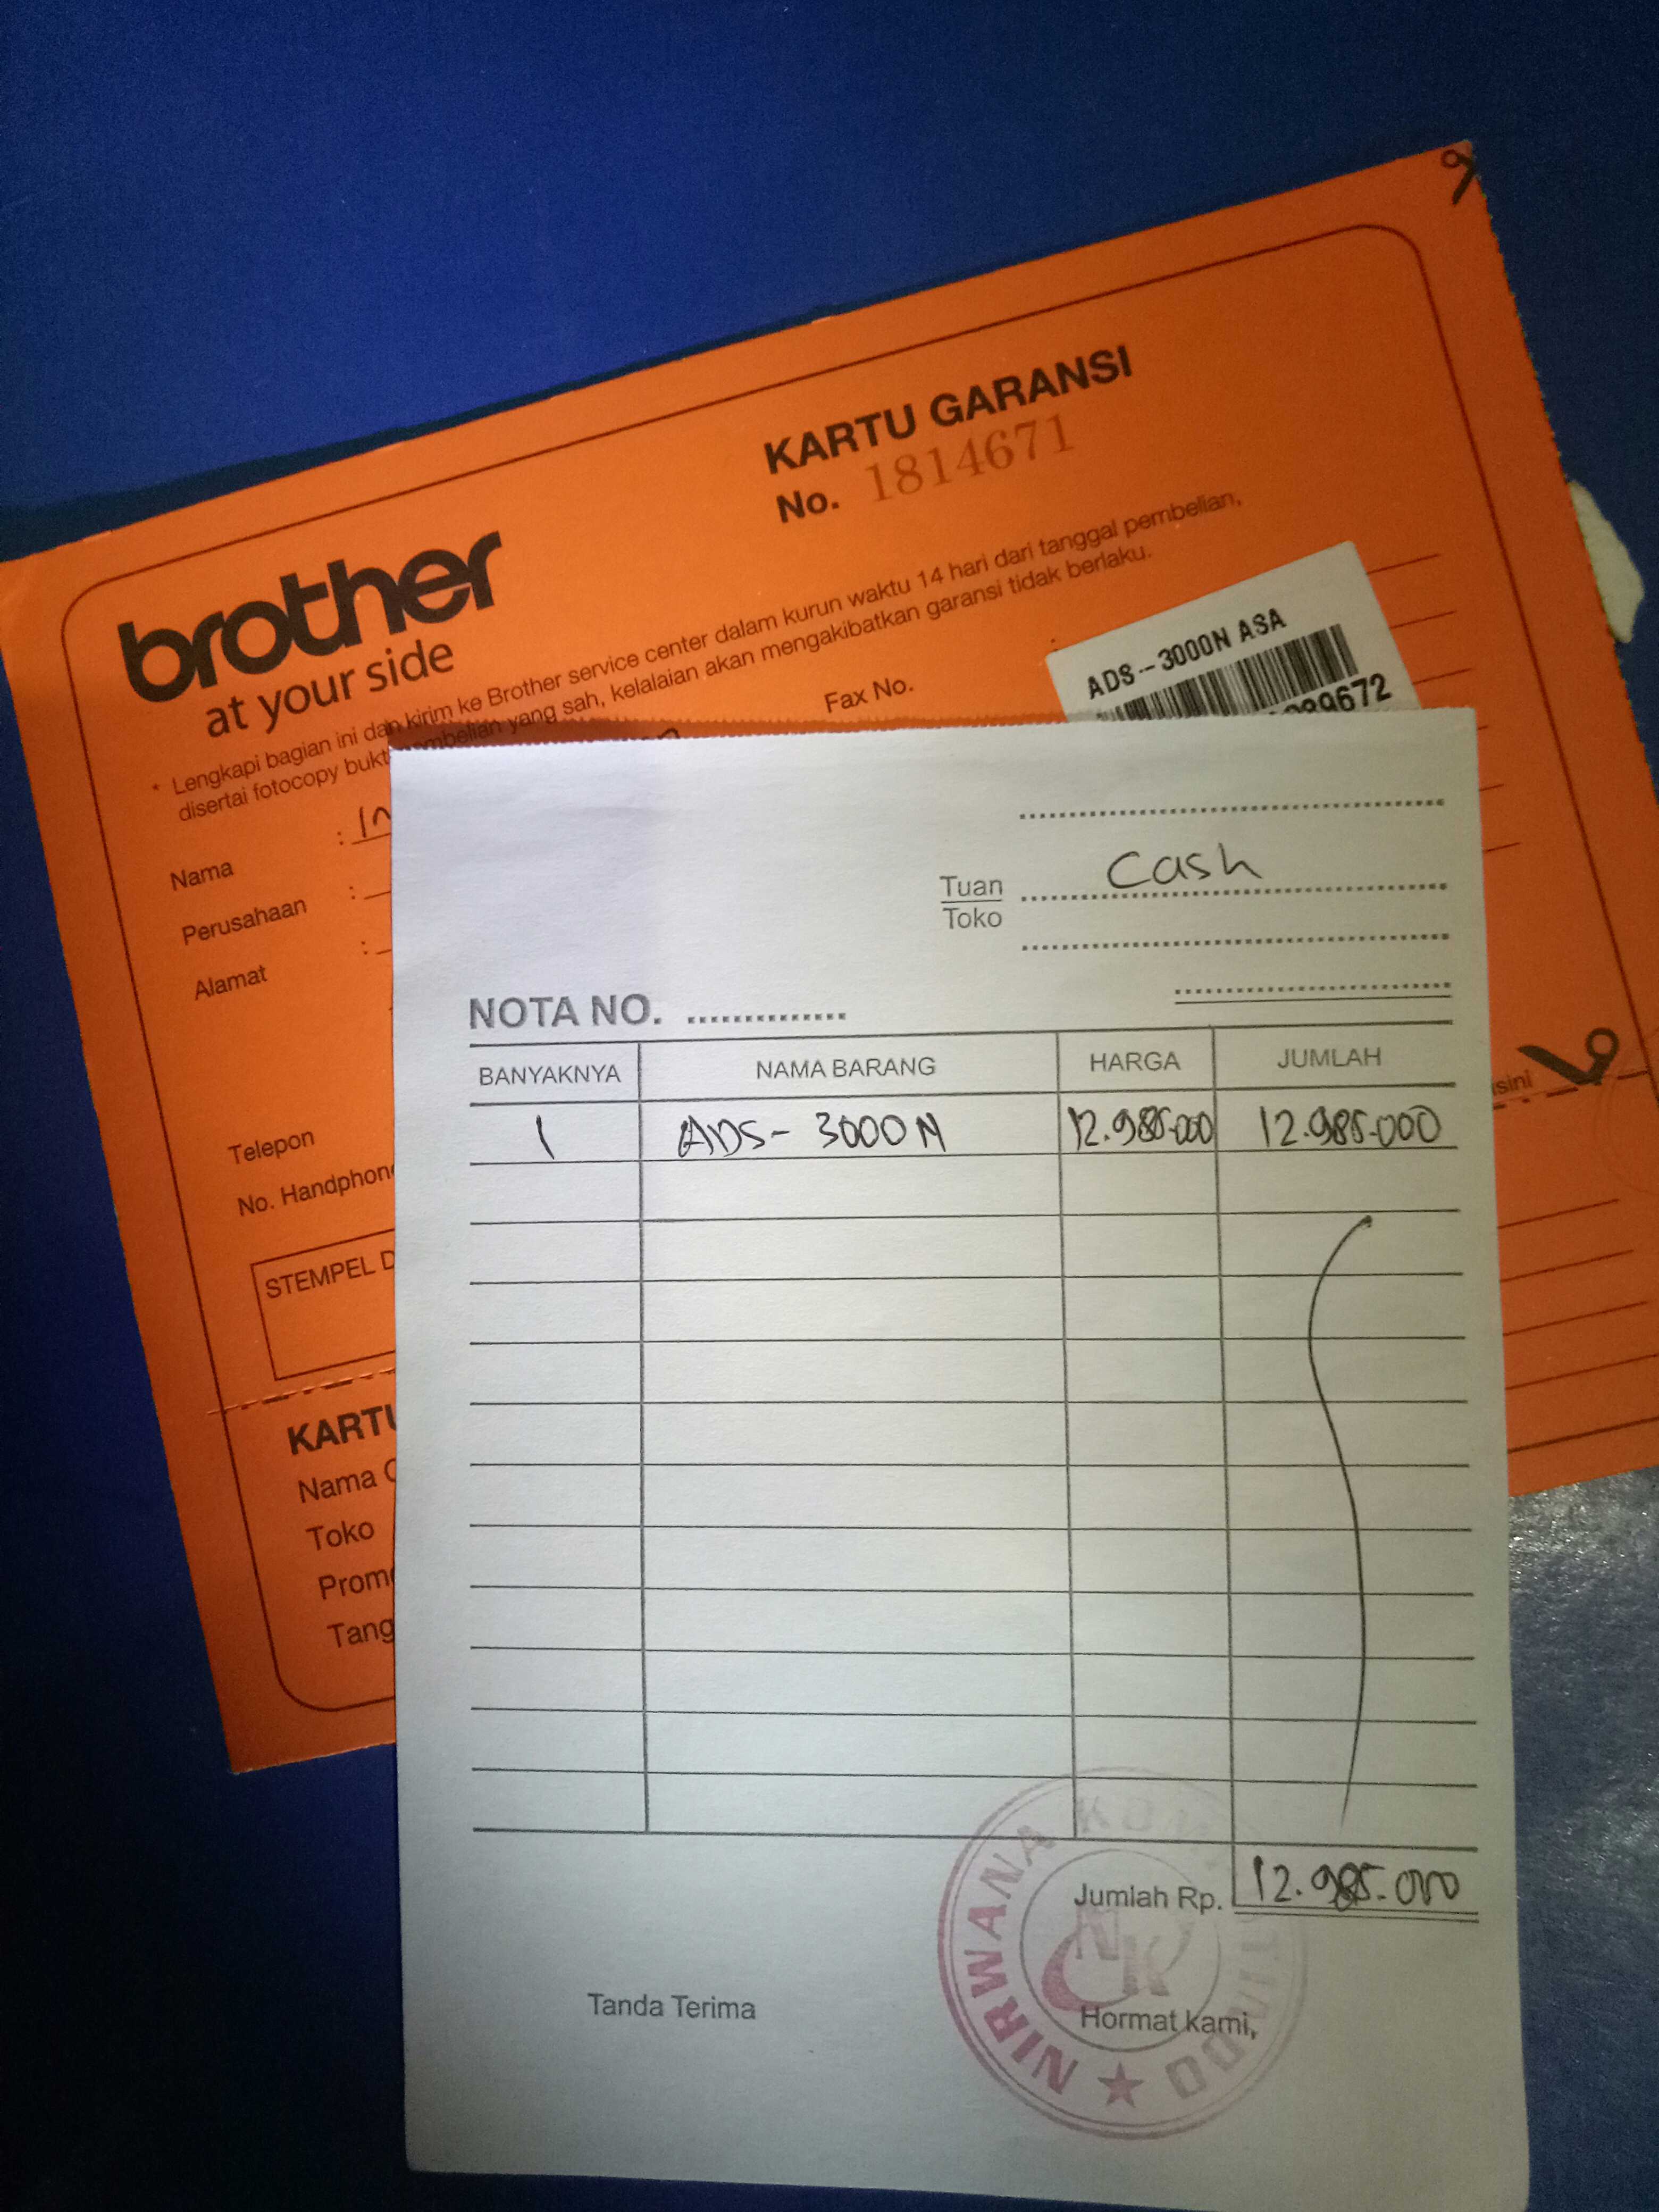 KARTU GARANSI
No. 1814671
brother
at your side
* Lengkapi bagian ini dan kirim ke Brother service center dalam kurun waktu 14 hari dari tanggal pembelian,
disertai fotocopy bukti pembelian yang sah, kelalaian akan mengakibatkan garansi tidak berlaku.
Fax No. :
ADS--3000N ASA
89672
Nama :
Perusahaan :
Alamat :
Telepon
No. Handphon
STEMPEL D
sini
KARTU
Nama
Toko
Prom
Tang
Cash
Tuan
Toko
NOTA NO. ..............
BANYAKNYA NAMA BARANG HARGA JUMLAH
1 ADS- 3000N 12.985.000 12.985.000
Jumlah Rp. 12.985.000
Tanda Terima
Hormat kami,
NIRWANA
NK